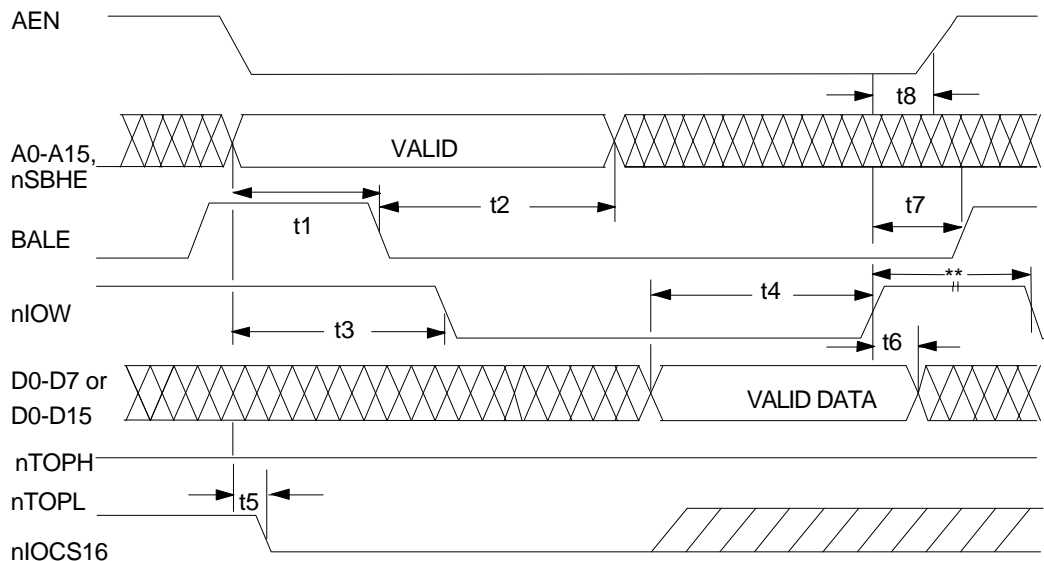 AEN
t8
A0-A15,
nSBHE
VALID
t1
t2
t7
BALE
**
nIOW
t3
t4
t6
D0-D7 or
D0-D15
VALID DATA
nTOPH
nTOPL
t5
nIOCS16